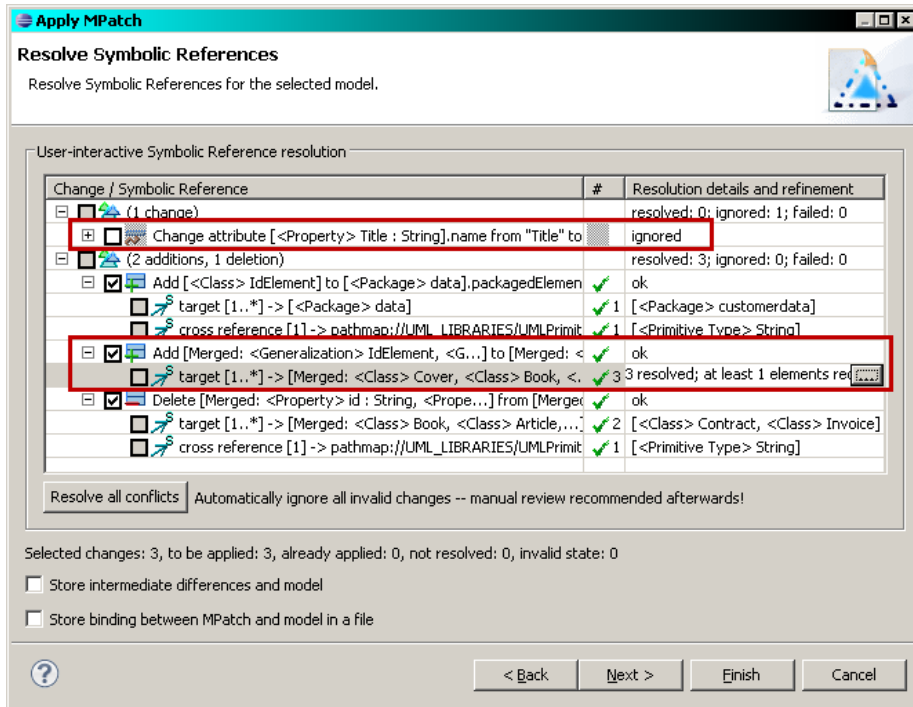 Apply MPatch
Resolve Symbolic References
Resolve Symbolic References for the selected model.
User-interactive Symbolic Reference resolution
Change / Symbolic Reference # Resolution details and refinement
(1 change) resolved: 0; ignored: 1; failed: 0
Change attribute [<Property> Title : String].name from "Title" to ignored
(2 additions, 1 deletion) resolved: 3; ignored: 0; failed: 0
Add [<Class> IdElement] to [<Package> data].packagedElemen ok
target [1..*] -> [<Package> data] 1 [<Package> customerdata]
cross reference [1] -> pathmap://UML_LIBRARIES/UMLPrimit 1 [<Primitive Type> String]
Add [Merged: <Generalization> IdElement, <G...] to [Merged: < ok
target [1..*] -> [Merged: <Class> Cover, <Class> Book, <. 3 3 resolved; at least 1 elements rec ...
Delete [Merged: <Property> id : String, <Prope...] from [Merged ok
target [1..*] -> [Merged: <Class> Book, <Class> Article,...] 2 [<Class> Contract, <Class> Invoice]
cross reference [1] -> pathmap://UML_LIBRARIES/UMLPrimit 1 [<Primitive Type> String]
Resolve all conflicts Automatically ignore all invalid changes -- manual review recommended afterwards!
Selected changes: 3, to be applied: 3, already applied: 0, not resolved: 0, invalid state: 0
Store intermediate differences and model
Store binding between MPatch and model in a file
? < Back Next > Finish Cancel